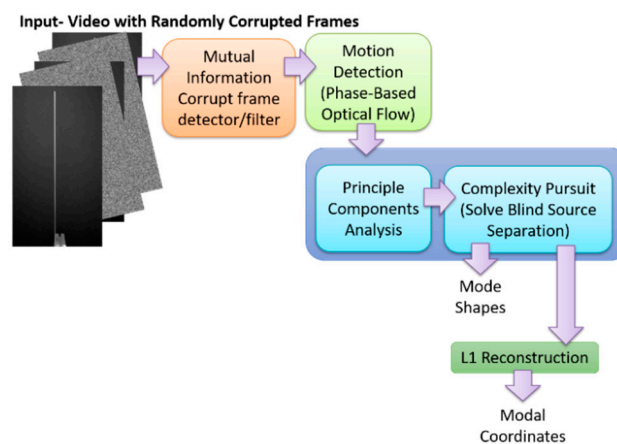 Input- Video with Randomly Corrupted Frames
Mutual
Information
Corrupt frame
detector/filter
Motion
Detection
(Phase-Based
Optical Flow)
Principle
Components
Analysis
Complexity Pursuit
(Solve Blind Source
Separation)
Mode
Shapes
L1 Reconstruction
Modal
Coordinates